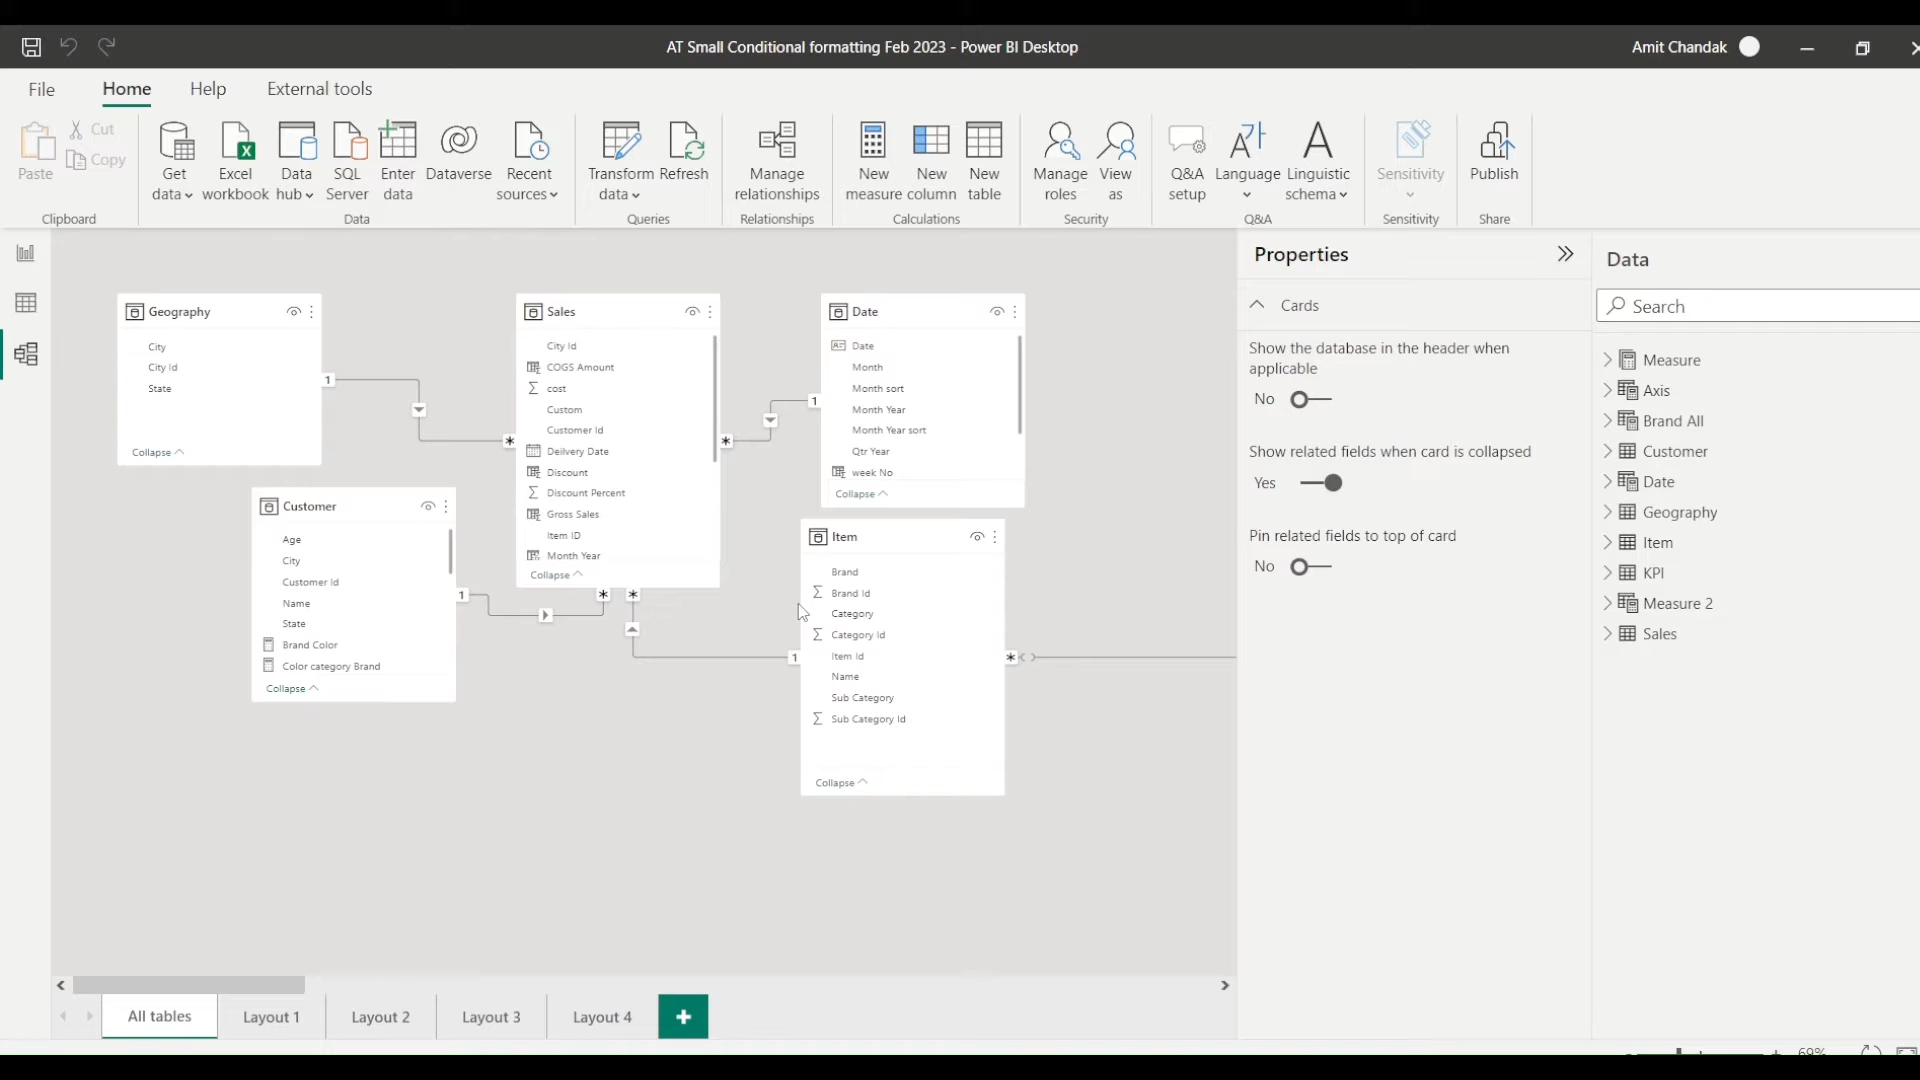 AT Small Conditional formatting Feb 2023 - Power BI Desktop
Amit Chandak
File Home Help External tools
Paste
Cut
Copy
Clipboard
Get data
Excel workbook
Data hub
SQL Server
Enter data
Dataverse
Recent sources
Data
Transform data
Refresh
Queries
Manage relationships
Relationships
New measure
New column
New table
Calculations
Manage roles
View as
Security
Q&A setup
Language
Linguistic schema
Q&A
Sensitivity
Sensitivity
Publish
Share
Geography
City
City Id
State
Collapse
1
*
Customer
Age
City
Customer Id
Name
State
Brand Color
Color category Brand
Collapse
1
*
Sales
City Id
COGS Amount
cost
Custom
Customer Id
Deilvery Date
Discount
Discount Percent
Gross Sales
Item ID
Month Year
Collapse
*
1
Date
Date
Month
Month sort
Month Year
Month Year sort
Qtr Year
week No
Collapse
*
1
Item
Brand
Brand Id
Category
Category Id
Item Id
Name
Sub Category
Sub Category Id
Collapse
*
Properties
Cards
Show the database in the header when
applicable
No
Show related fields when card is collapsed
Yes
Pin related fields to top of card
No
Data
Search
Measure
Axis
Brand All
Customer
Date
Geography
Item
KPI
Measure 2
Sales
All tables Layout 1 Layout 2 Layout 3 Layout 4 +
69%